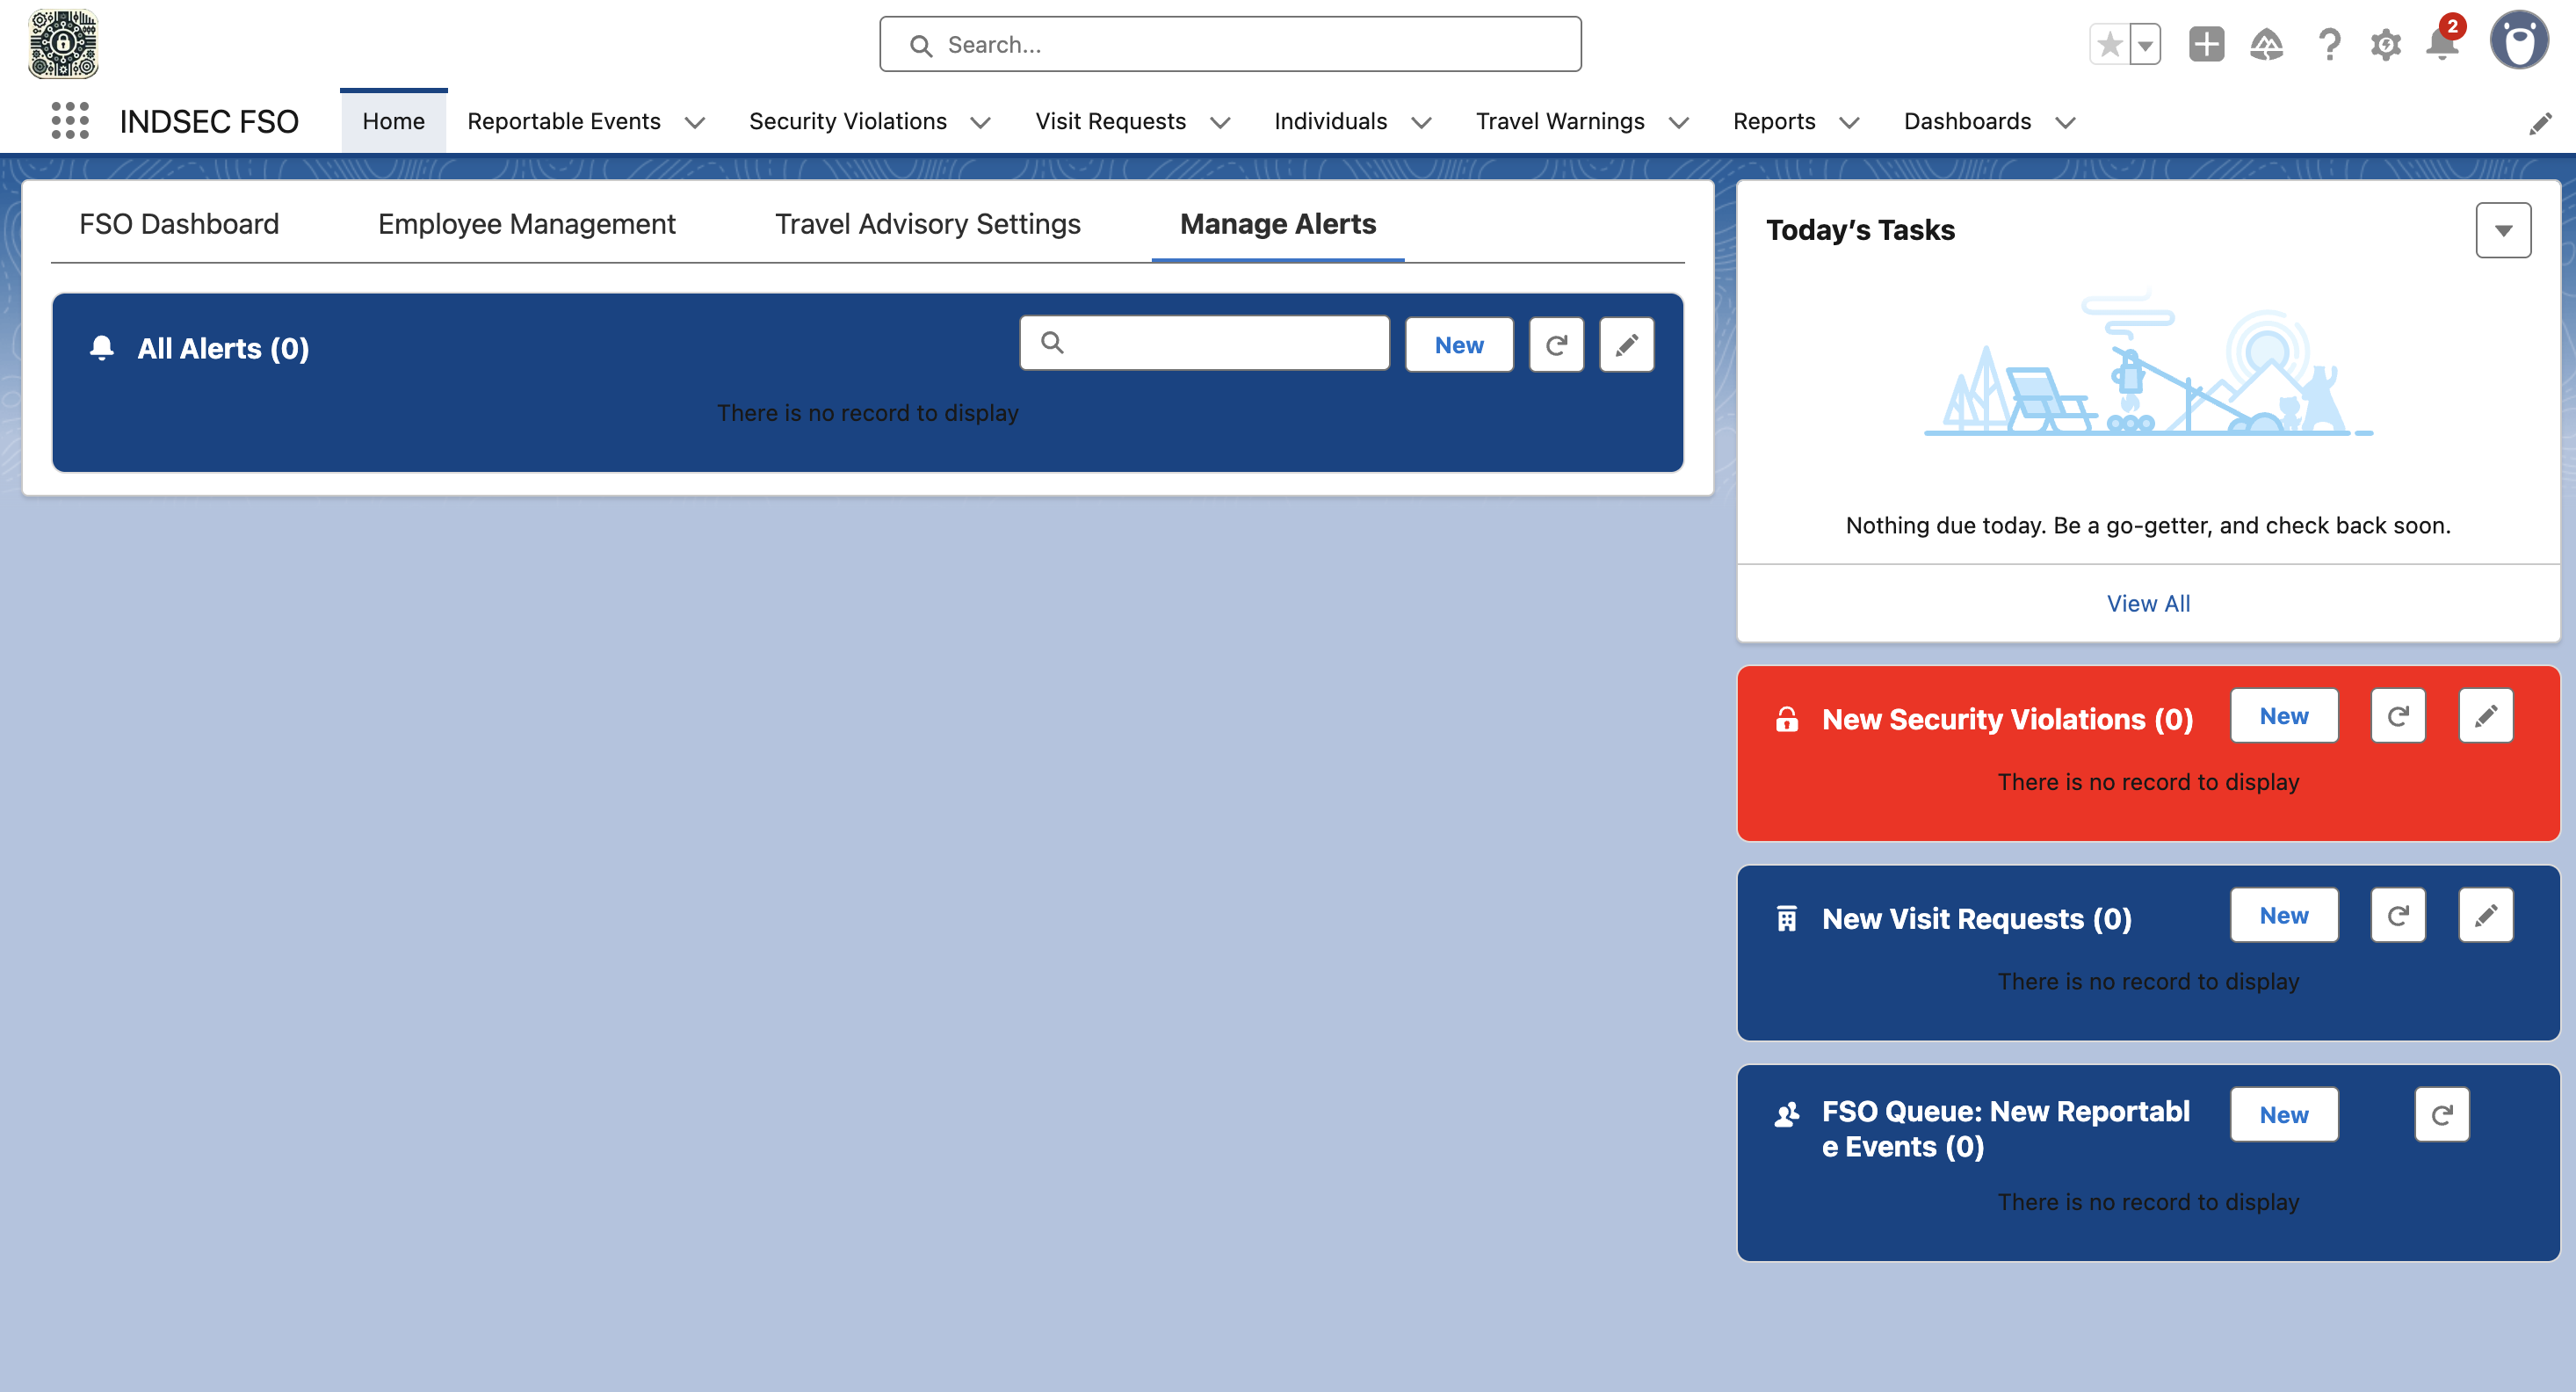 Search...
2
INDSEC FSO
Home
Reportable Events
Security Violations
Visit Requests
Individuals
Travel Warnings
Reports
Dashboards
FSO Dashboard
Employee Management
Travel Advisory Settings
Manage Alerts
All Alerts (0)
New
There is no record to display
Today’s Tasks
Nothing due today. Be a go-getter, and check back soon.
View All
New Security Violations (0)
New
There is no record to display
New Visit Requests (0)
New
There is no record to display
FSO Queue: New Reportabl
e Events (0)
New
There is no record to display